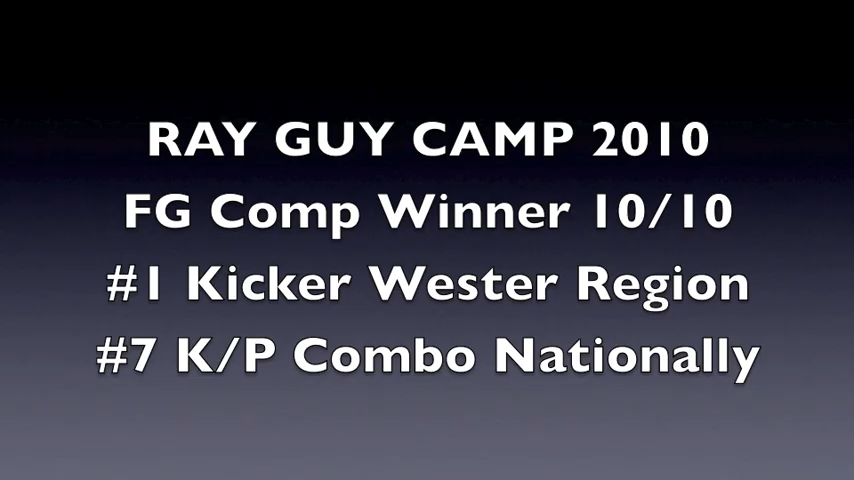 RAY GUY CAMP 2010
FG Comp Winner 10/10
#1 Kicker Wester Region
#7 K/P Combo Nationally